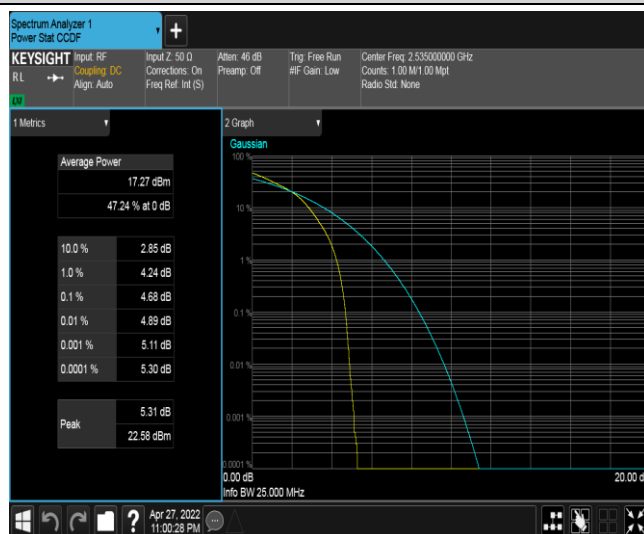 Spectrum Analyzer 1
Power Stat CCDF
KEYSIGHT
RL
LXI
Input: RF
Coupling: DC
Align: Auto
Input Z: 50 Ω
Corrections: On
Freq Ref: Int (S)
Atten: 46 dB
Preamp: Off
Trig: Free Run
#IF Gain: Low
Center Freq: 2.535000000 GHz
Counts: 1.00 M/1.00 Mpt
Radio Std: None
1 Metrics
Average Power
17.27 dBm
47.24 % at 0 dB
10.0 % 2.85 dB
1.0 % 4.24 dB
0.1 % 4.68 dB
0.01 % 4.89 dB
0.001 % 5.11 dB
0.0001 % 5.30 dB
Peak
5.31 dB
22.58 dBm
2 Graph
Gaussian
100 %
10 %
1 %
0.1 %
0.01 %
0.001 %
0.0001 %
0.00 dB
20.00 d
Info BW 25.000 MHz
?
Apr 27, 2022
11:00:28 PM